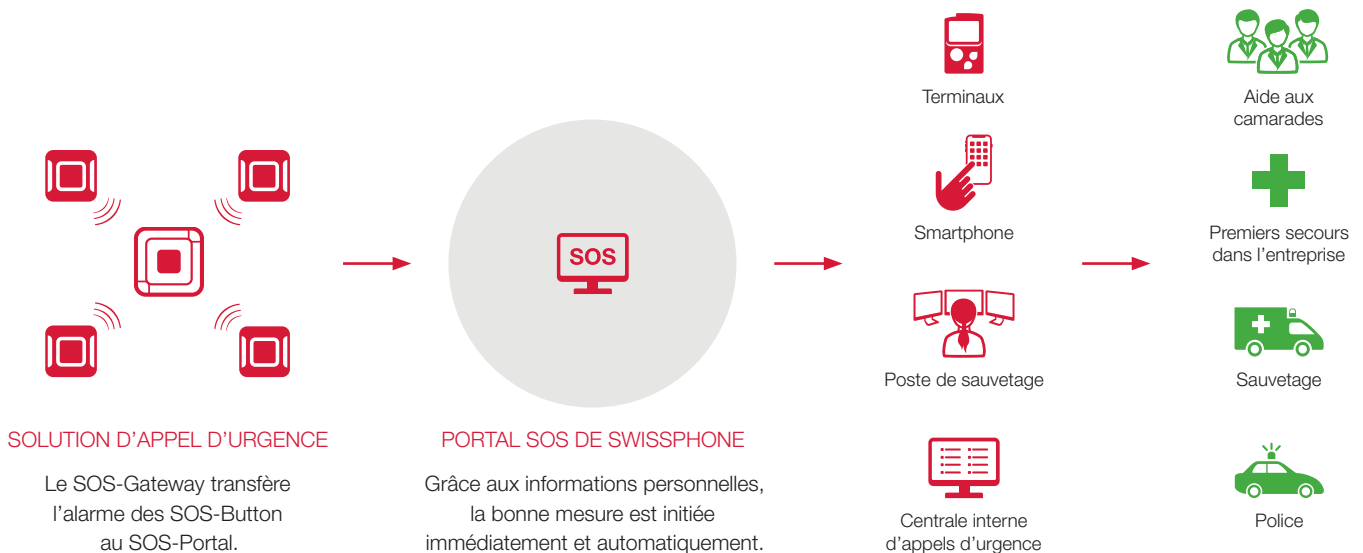 SOLUTION D'APPEL D'URGENCE
Le SOS-Gateway transfère
l'alarme des SOS-Button
au SOS-Portal.
SOS
PORTAL SOS DE SWISSPHONE
Grâce aux informations personnelles,
la bonne mesure est initiée
immédiatement et automatiquement.
Terminaux
Smartphone
Poste de sauvetage
Centrale interne
d'appels d'urgence
Aide aux
camarades
Premiers secours
dans l'entreprise
Sauvetage
Police